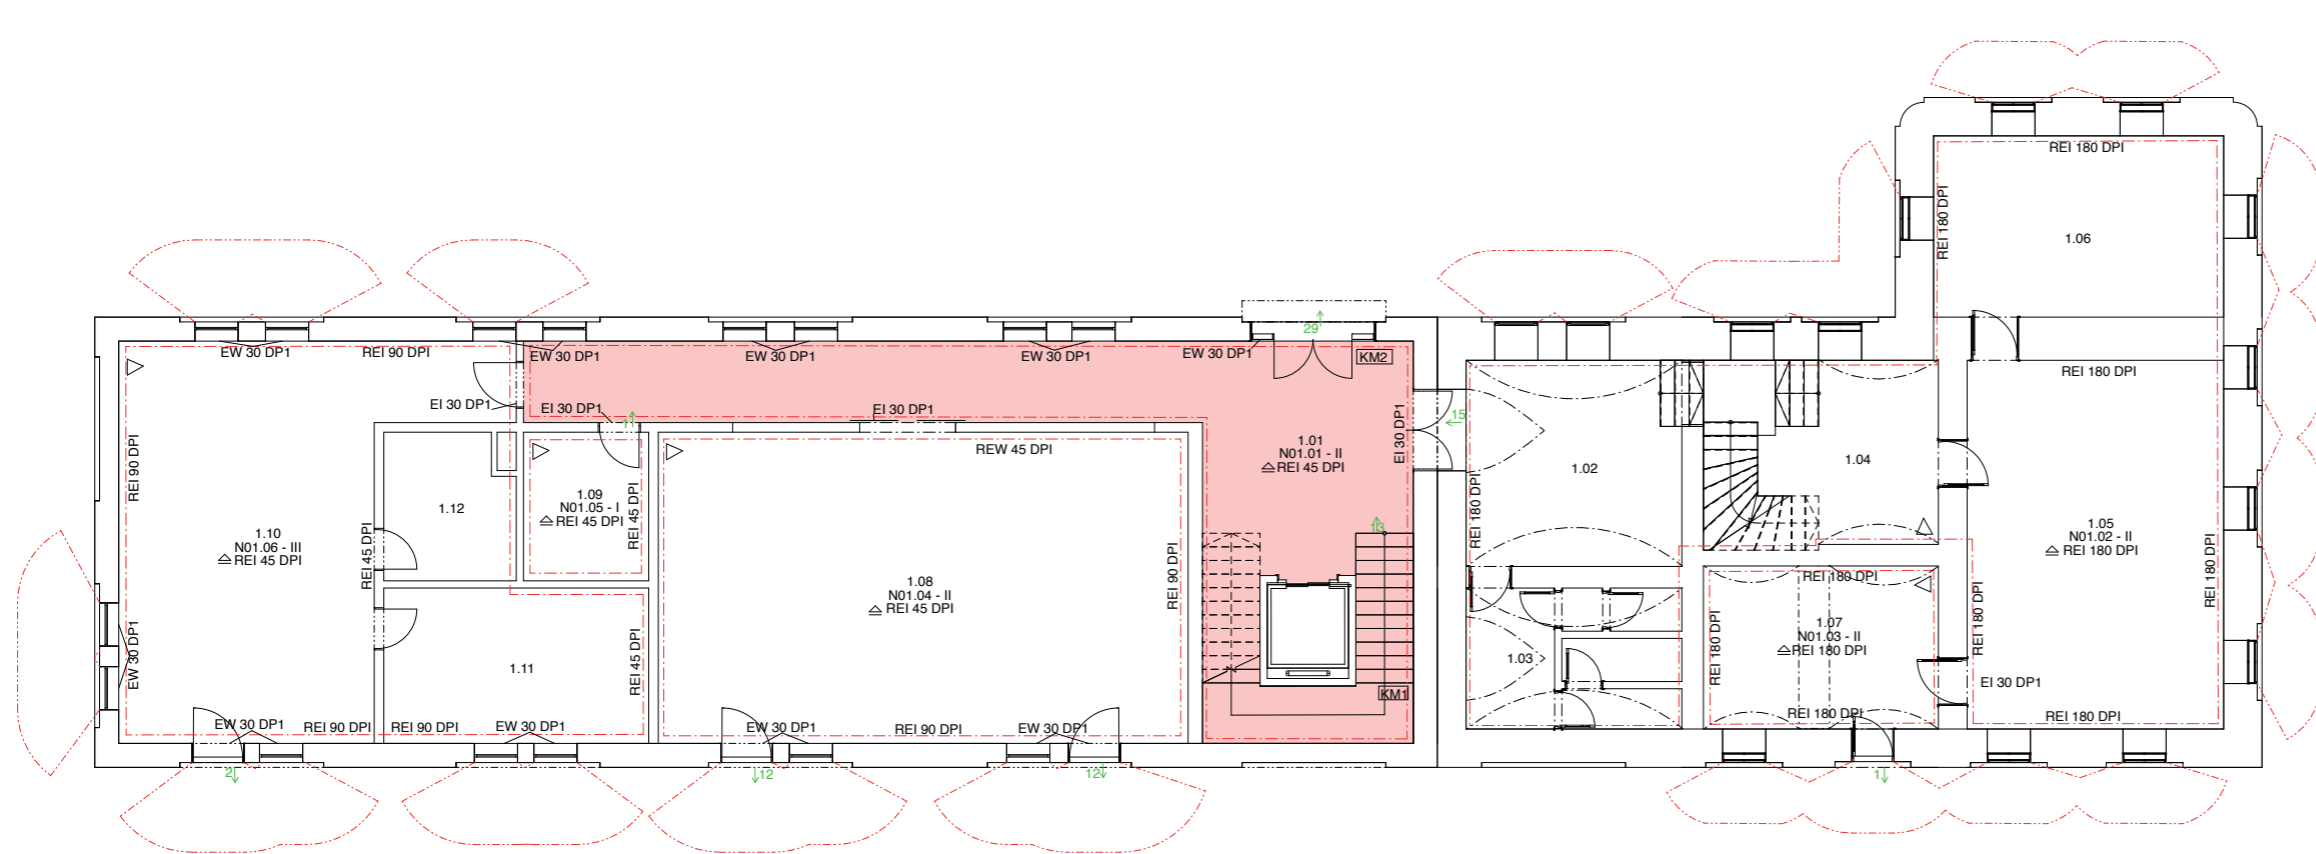 REI 180 DPI
REI 180 DPI
1.06
29
EW 30 DP1
REI 90 DPI
EW 30 DP1
EW 30 DP1
EW 30 DP1
EW 30 DP1
KM2
REI 180 DPI
EI 30 DP1
EI 30 DP1
11
EI 30 DP1
EI 30 DP1
15
REI 90 DPI
REW 45 DPI
1.01
N01.01 - II
REI 45 DPI
1.02
1.04
1.12
1.09
N01.05 - I
REI 45 DPI
REI 45 DPI
REI 180 DPI
13
1.10
N01.06 - III
REI 45 DPI
REI 45 DPI
1.08
N01.04 - II
REI 45 DPI
REI 90 DPI
1.05
N01.02 - II
REI 180 DPI
REI 180 DPI
REI 180 DPI
1.07
N01.03 - II
REI 180 DPI
REI 180 DPI
REI 180 DPI
EW 30 DP1
1.11
REI 45 DPI
1.03
KM1
EI 30 DP1
REI 180 DPI
REI 180 DPI
EW 30 DP1
REI 90 DPI
REI 90 DPI
EW 30 DP1
EW 30 DP1
REI 90 DPI
EW 30 DP1
2
12
12
1